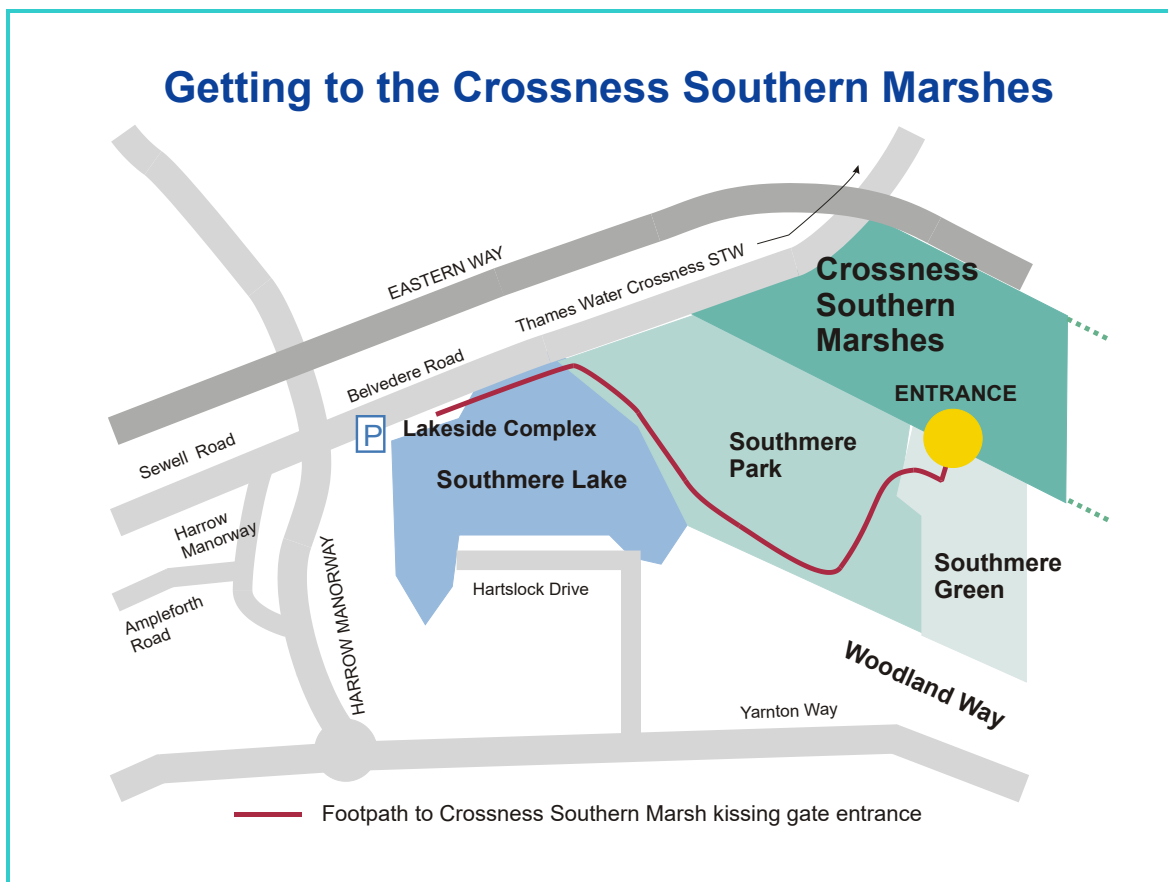 Getting to the Crossness Southern Marshes
EASTERN WAY
Thames Water Crossness STW
Crossness
Southern
Marshes
Belvedere Road
ENTRANCE
P
Lakeside Complex
Sewell Road
Southmere
Park
Southmere Lake
Harrow
Manorway
HARROW MANORWAY
Southmere
Green
Hartslock Drive
Ampleforth
Road
Woodland Way
Yarnton Way
Footpath to Crossness Southern Marsh kissing gate entrance